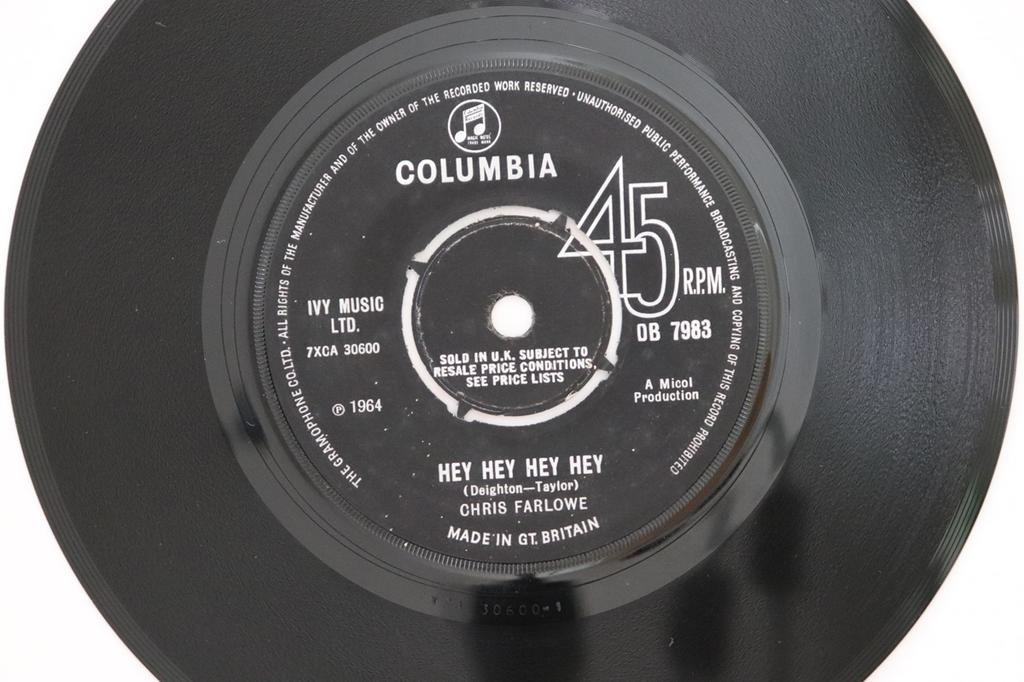 THE GRAMOPHONE CO. LTD. · ALL RIGHTS OF THE MANUFACTURER AND OF THE OWNER OF THE RECORDED WORK RESERVED · UNAUTHORISED PUBLIC PERFORMANCE BROADCASTING AND COPYING OF THIS RECORD PROHIBITED
COLUMBIA
45
R.P.M.
IVY MUSIC
LTD.
7XCA 30600
DB 7983
SOLD IN U.K. SUBJECT TO
RESALE PRICE CONDITIONS,
SEE PRICE LISTS
℗ 1964
A Micol
Production
HEY HEY HEY HEY
(Deighton—Taylor)
CHRIS FARLOWE
MADE IN GT. BRITAIN
30600-1